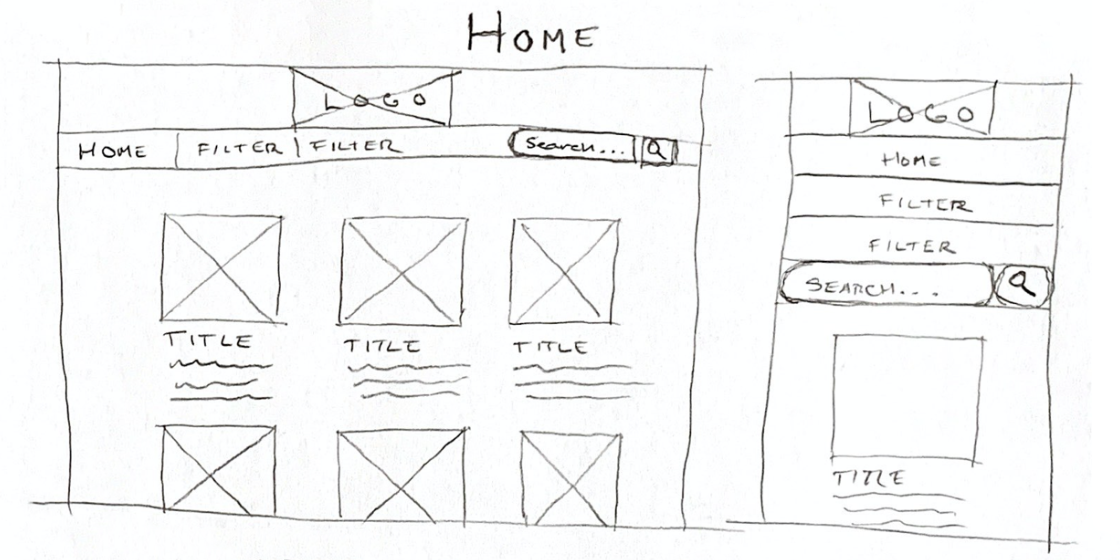 HOME
LOGO
HOME | FILTER | FILTER
Search...
TITLE
TITLE
TITLE
LOGO
HOME
FILTER
FILTER
SEARCH...
TITLE